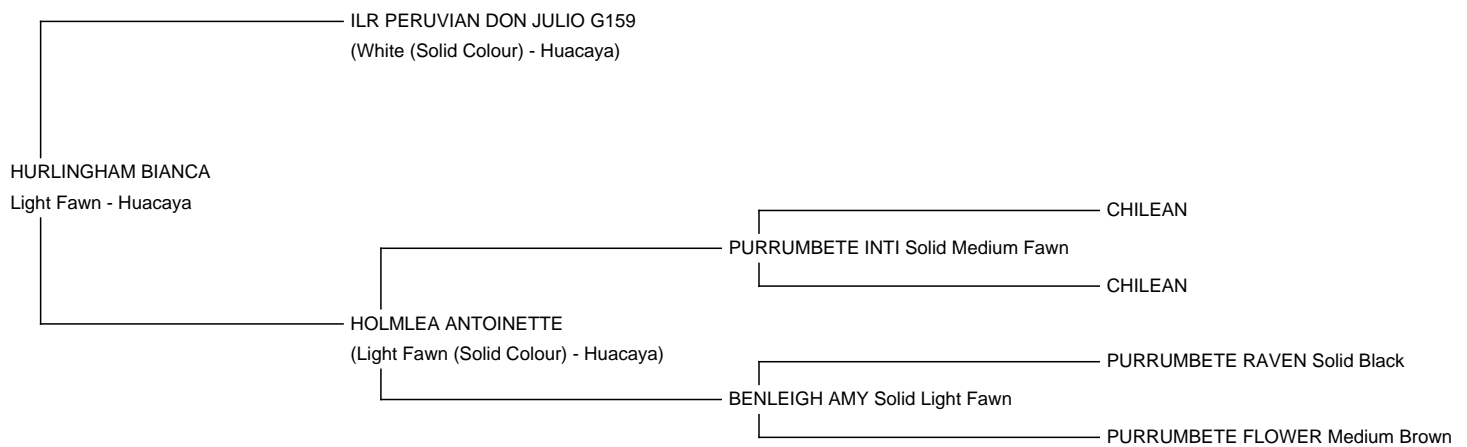 ILR PERUVIAN DON JULIO G159
(White (Solid Colour) - Huacaya)
HURLINGHAM BIANCA
Light Fawn - Huacaya
CHILEAN
PURRUMBETE INTI Solid Medium Fawn
CHILEAN
HOLMLEA ANTOINETTE
(Light Fawn (Solid Colour) - Huacaya)
PURRUMBETE RAVEN Solid Black
BENLEIGH AMY Solid Light Fawn
PURRUMBETE FLOWER Medium Brown